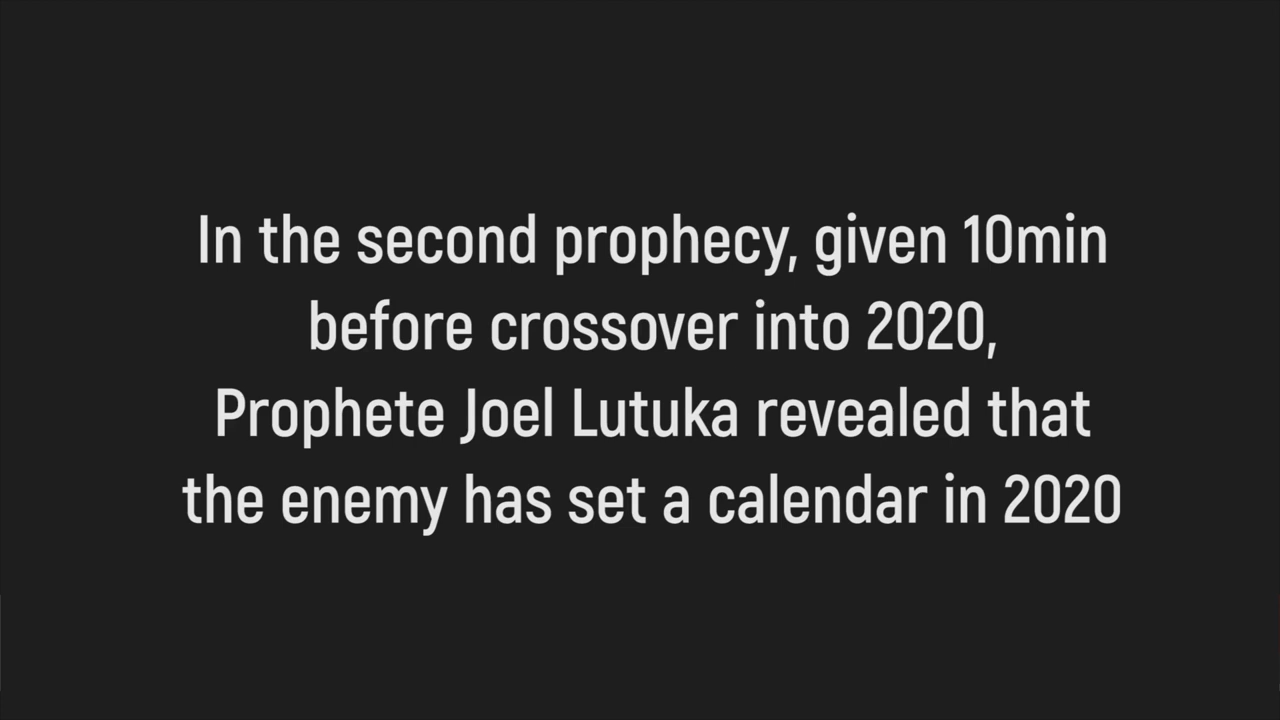 In the second prophecy, given 10min
before crossover into 2020,
Prophete Joel Lutuka revealed that
the enemy has set a calendar in 2020